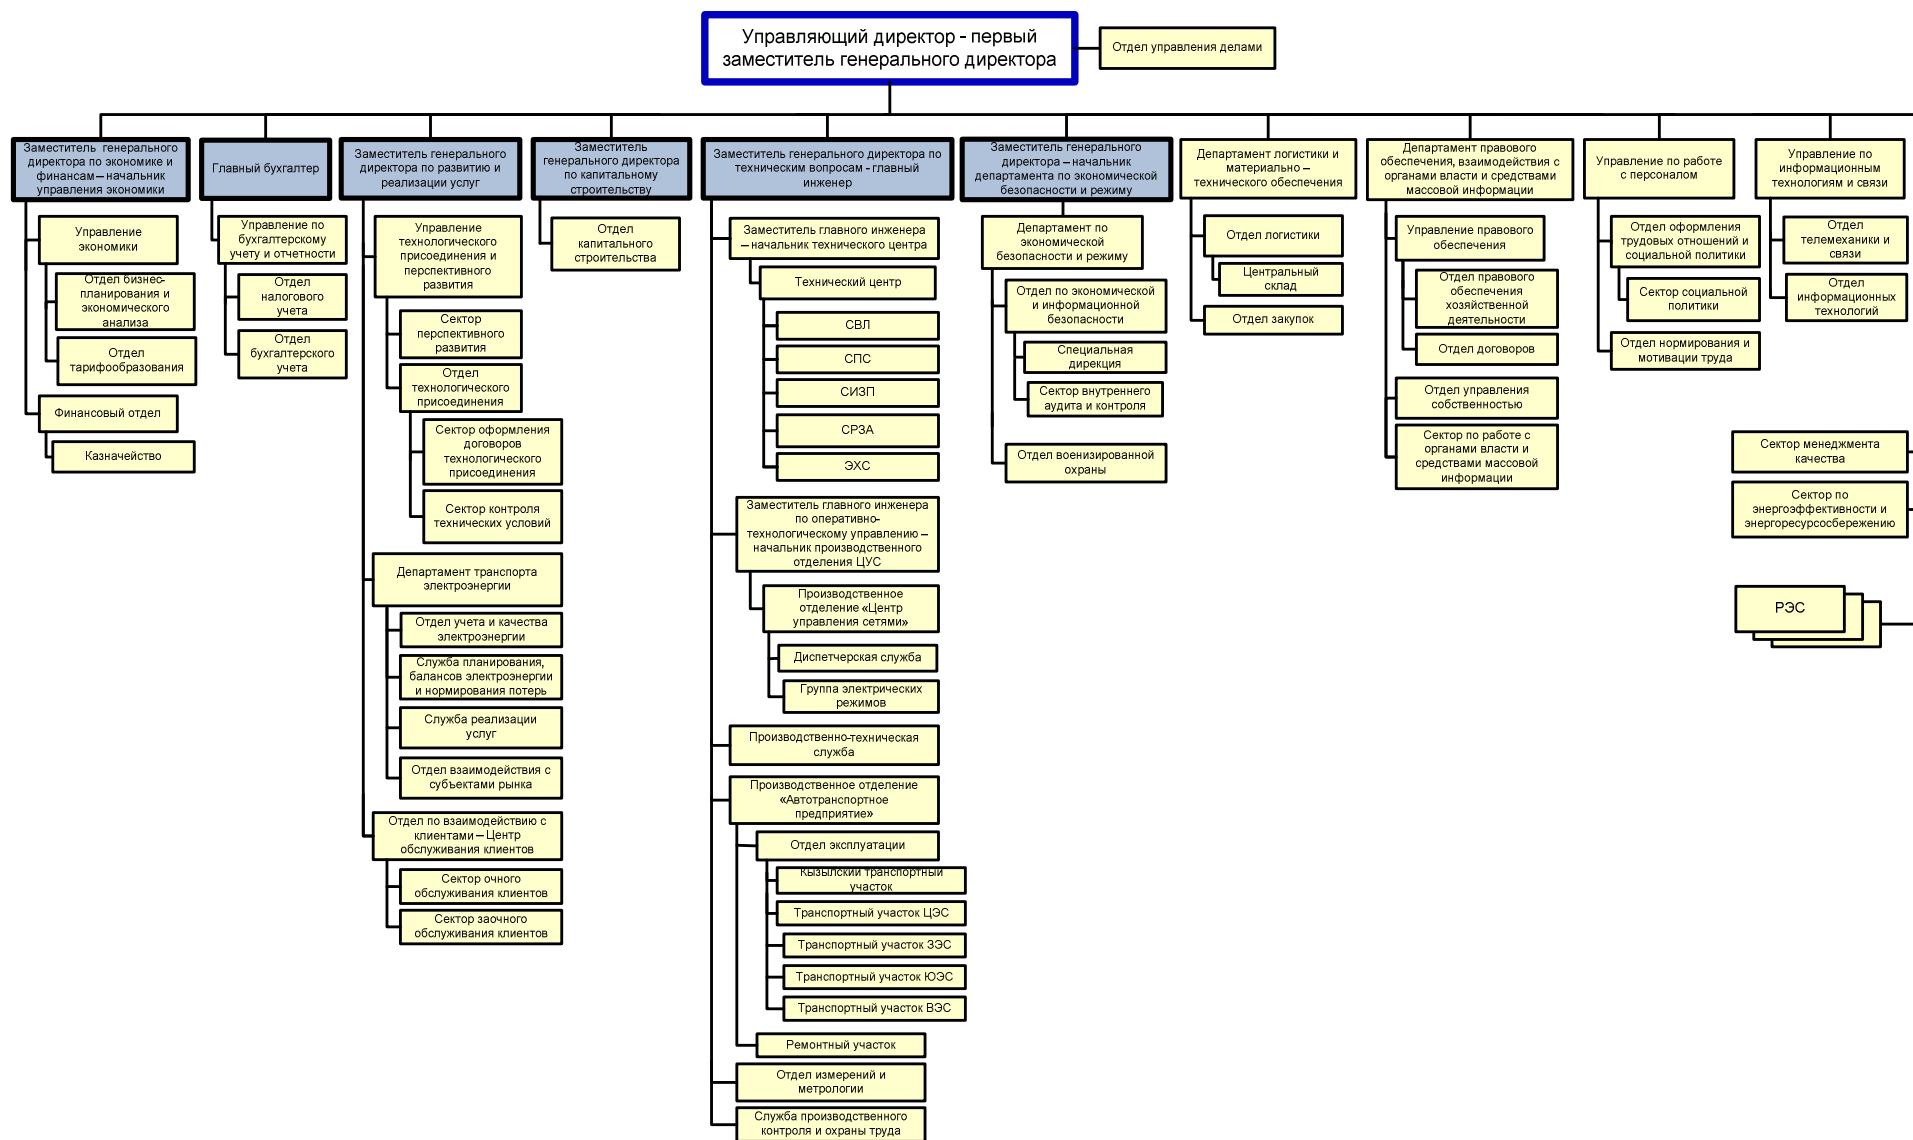 Управляющий директор - первый
заместитель генерального директора
Отдел управления делами
Заместитель генерального
директора по экономике и
финансам – начальник
управления экономики
Главный бухгалтер
Заместитель генерального
директора по развитию и
реализации услуг
Заместитель
генерального директора
по капитальному
строительству
Заместитель генерального директора по
техническим вопросам - главный
инженер
Заместитель генерального
директора – начальник
департамента по экономической
безопасности и режиму
Департамент логистики и
материально –
технического обеспечения
Департамент правового
обеспечения, взаимодействия с
органами власти и средствами
массовой информации
Управление по работе
с персоналом
Управление по
информационным
технологиям и связи
Управление
экономики
Отдел бизнес-
планирования и
экономического
анализа
Отдел
тарифообразования
Финансовый отдел
Казначейство
Управление по
бухгалтерскому
учету и отчетности
Отдел
налогового
учета
Отдел
бухгалтерского
учета
Управление
технологического
присоединения и
перспективного
развития
Сектор
перспективного
развития
Отдел
технологического
присоединения
Сектор оформления
договоров
технологического
присоединения
Сектор контроля
технических условий
Департамент транспорта
электроэнергии
Отдел учета и качества
электроэнергии
Служба планирования,
балансов электроэнергии
и нормирования потерь
Служба реализации
услуг
Отдел взаимодействия с
субъектами рынка
Отдел по взаимодействию с
клиентами – Центр
обслуживания клиентов
Сектор очного
обслуживания клиентов
Сектор заочного
обслуживания клиентов
Отдел
капитального
строительства
Заместитель главного инженера
– начальник технического центра
Технический центр
СВЛ
СПС
СИЗП
СРЗА
ЭХС
Заместитель главного инженера
по оперативно-
технологическому управлению –
начальник производственного
отделения ЦУС
Производственное
отделение «Центр
управления сетями»
Диспетчерская служба
Группа электрических
режимов
Производственно-техническая
служба
Производственное отделение
«Автотранспортное
предприятие»
Отдел эксплуатации
Кызылский транспортный
участок
Транспортный участок ЦЭС
Транспортный участок ЗЭС
Транспортный участок ЮЭС
Транспортный участок ВЭС
Ремонтный участок
Отдел измерений и
метрологии
Служба производственного
контроля и охраны труда
Департамент по
экономической
безопасности и режиму
Отдел по экономической
и информационной
безопасности
Специальная
дирекция
Сектор внутреннего
аудита и контроля
Отдел военизированной
охраны
Отдел логистики
Центральный
склад
Отдел закупок
Управление правового
обеспечения
Отдел правового
обеспечения
хозяйственной
деятельности
Отдел договоров
Отдел управления
собственностью
Сектор по работе с
органами власти и
средствами массовой
информации
Отдел оформления
трудовых отношений и
социальной политики
Сектор социальной
политики
Отдел нормирования и
мотивации труда
Отдел
телемеханики и
связи
Отдел
информационных
технологий
Сектор менеджмента
качества
Сектор по
энергоэффективности и
энергоресурсосбережению
РЭС